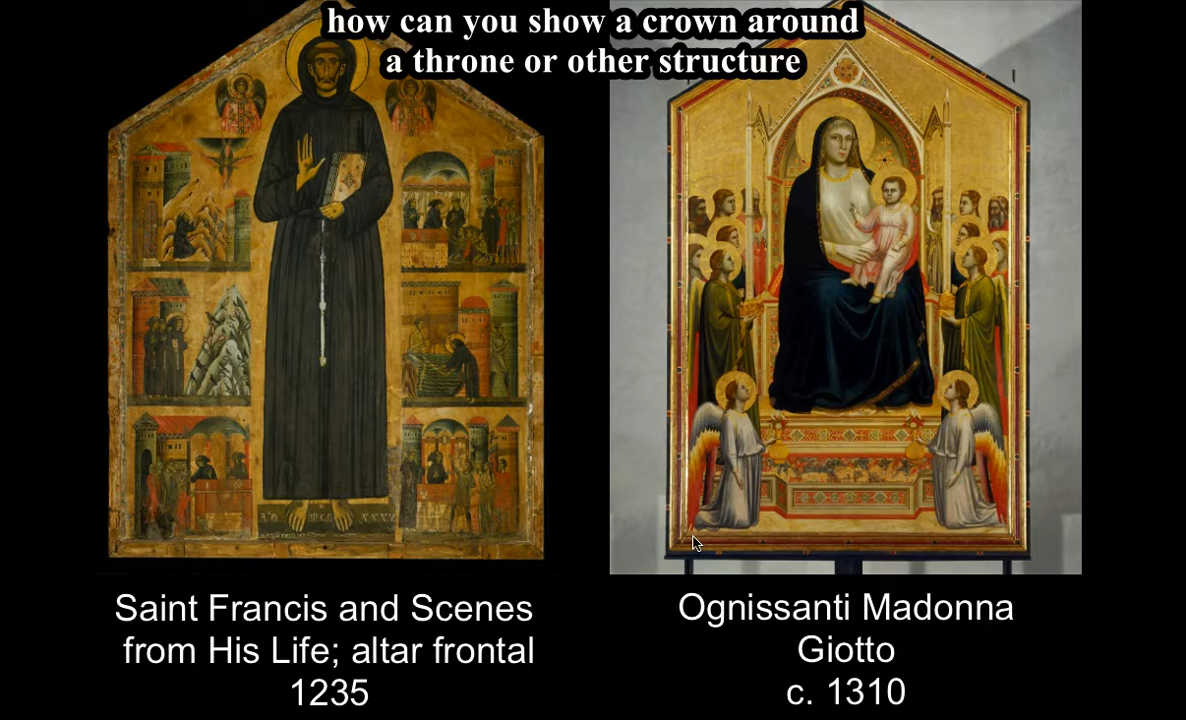 how can you show a crown around
a throne or other structure
Saint Francis and Scenes
from His Life; altar frontal
1235
Ognissanti Madonna
Giotto
c. 1310